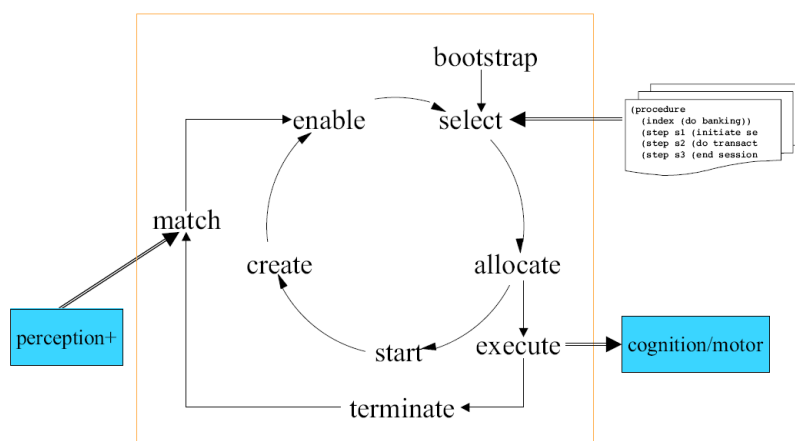 bootstrap
enable
select
(procedure
(index (do banking))
(step s1 (initiate se
(step s2 (do transact
(step s3 (end session
match
create
allocate
perception+
start
execute
cognition/motor
terminate